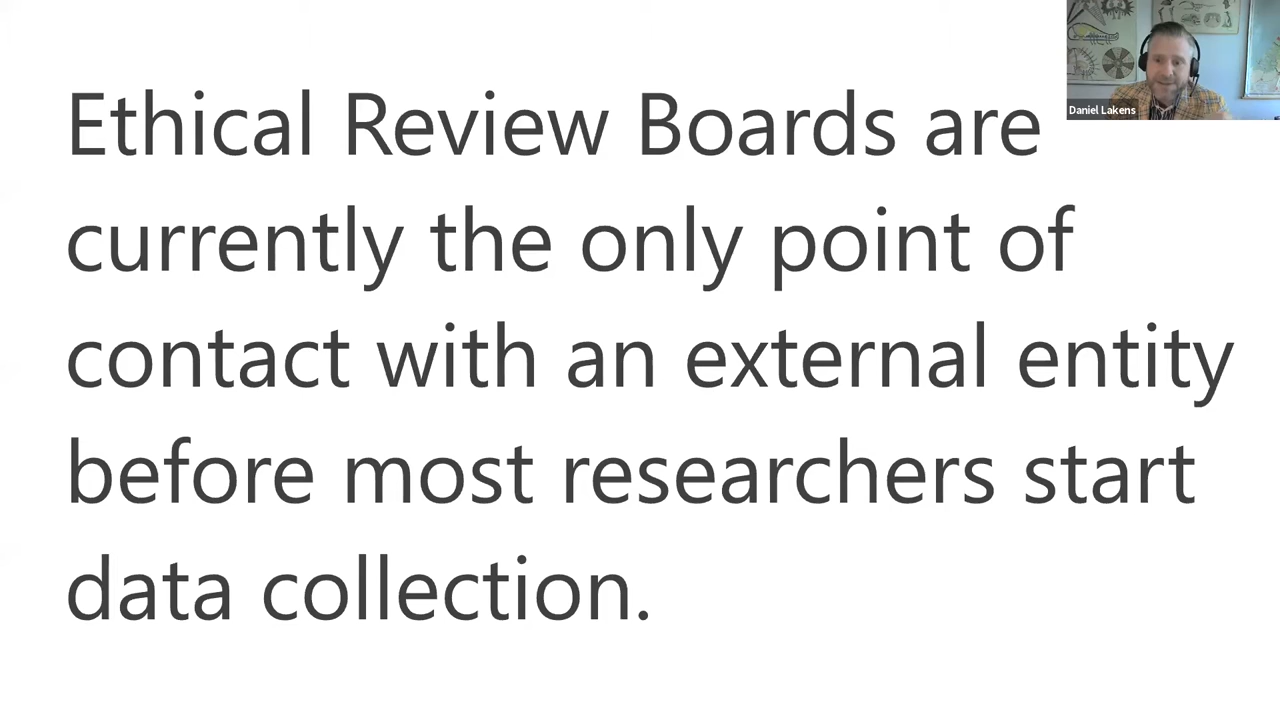 Ethical Review Boards are
currently the only point of
contact with an external entity
before most researchers start
data collection.
Daniel Lakens